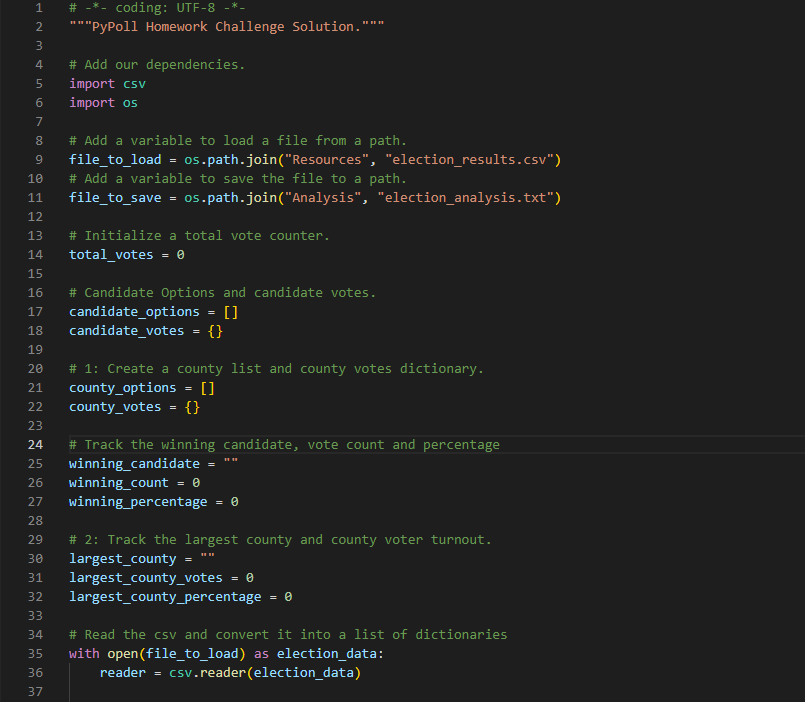 1 # -*- coding: UTF-8 -*-
2 """PyPoll Homework Challenge Solution."""
3
4 # Add our dependencies.
5 import csv
6 import os
7
8 # Add a variable to load a file from a path.
9 file_to_load = os.path.join("Resources", "election_results.csv")
10 # Add a variable to save the file to a path.
11 file_to_save = os.path.join("Analysis", "election_analysis.txt")
12
13 # Initialize a total vote counter.
14 total_votes = 0
15
16 # Candidate Options and candidate votes.
17 candidate_options = []
18 candidate_votes = {}
19
20 # 1: Create a county list and county votes dictionary.
21 county_options = []
22 county_votes = {}
23
24 # Track the winning candidate, vote count and percentage
25 winning_candidate = ""
26 winning_count = 0
27 winning_percentage = 0
28
29 # 2: Track the largest county and county voter turnout.
30 largest_county = ""
31 largest_county_votes = 0
32 largest_county_percentage = 0
33
34 # Read the csv and convert it into a list of dictionaries
35 with open(file_to_load) as election_data:
36     reader = csv.reader(election_data)
37